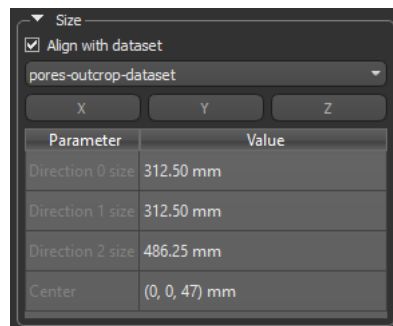 Size
Align with dataset
pores-outcrop-dataset
X Y Z
Parameter Value
Direction 0 size 312.50 mm
Direction 1 size 312.50 mm
Direction 2 size 486.25 mm
Center (0, 0, 47) mm